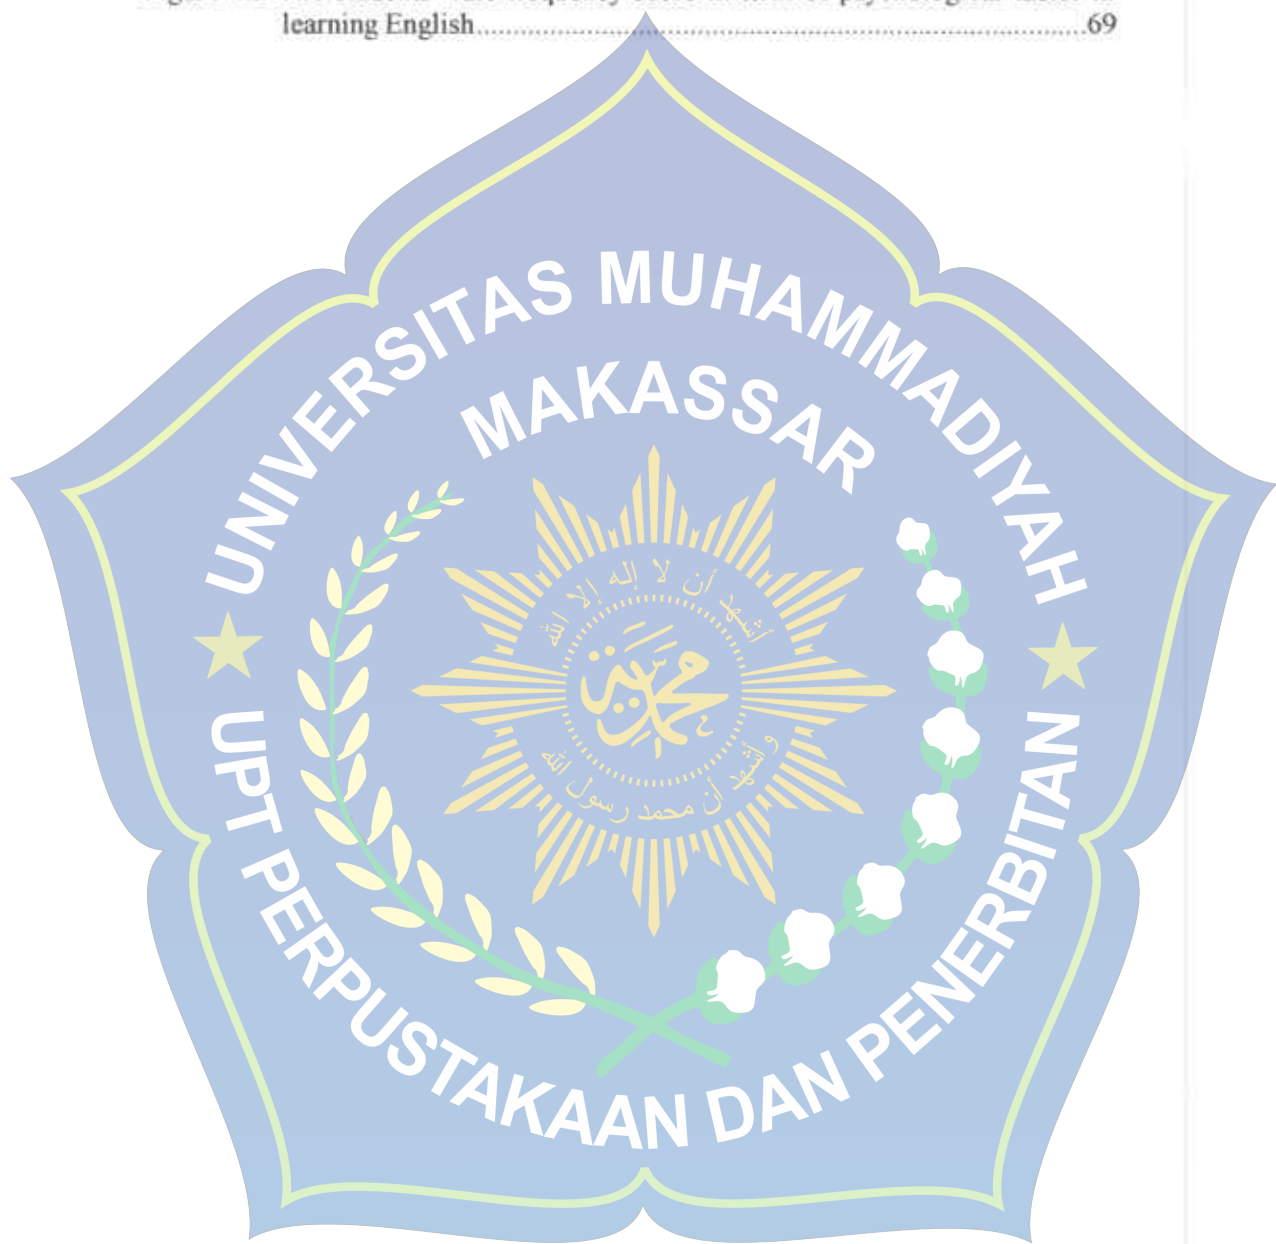 learning English........................................................................................69
UNIVERSITAS MUHAMMADIYAH
MAKASSAR
أشهد أن لا إله إلا الله
محمدية
وأشهد أن محمد رسول الله
UPT PERPUSTAKAAN DAN PENERBITAN